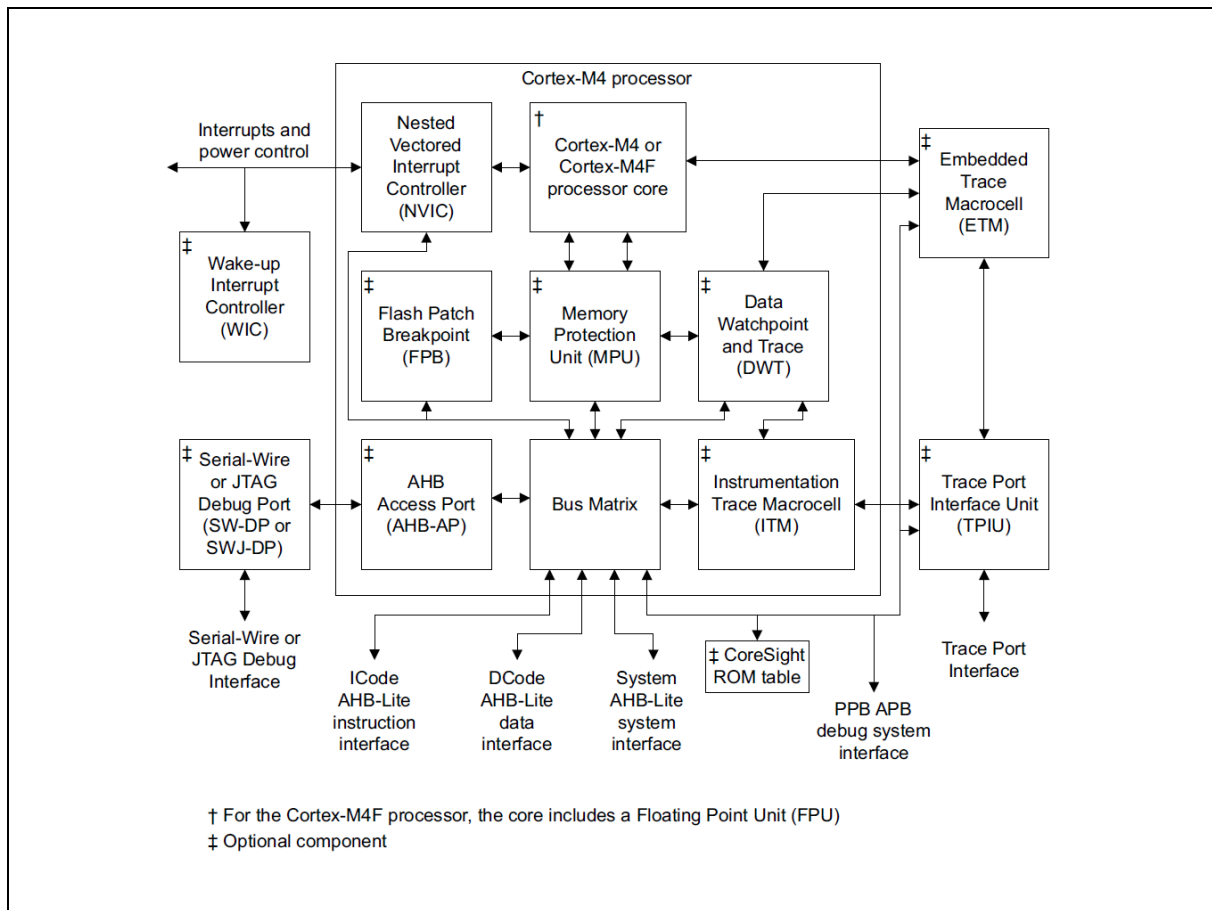 Cortex-M4 processor
Interrupts and
power control
Nested
Vectored
Interrupt
Controller
(NVIC)
†
Cortex-M4 or
Cortex-M4F
processor core
‡
Embedded
Trace
Macrocell
(ETM)
‡
Wake-up
Interrupt
Controller
(WIC)
‡
Flash Patch
Breakpoint
(FPB)
‡
Memory
Protection
Unit (MPU)
‡
Data
Watchpoint
and Trace
(DWT)
‡
Serial-Wire
or JTAG
Debug Port
(SW-DP or
SWJ-DP)
‡
AHB
Access Port
(AHB-AP)
Bus Matrix
‡
Instrumentation
Trace Macrocell
(ITM)
‡
Trace Port
Interface Unit
(TPIU)
Serial-Wire or
JTAG Debug
Interface
ICode
AHB-Lite
instruction
interface
DCode
AHB-Lite
data
interface
System
AHB-Lite
system
interface
‡ CoreSight
ROM table
PPB APB
debug system
interface
Trace Port
Interface
† For the Cortex-M4F processor, the core includes a Floating Point Unit (FPU)
‡ Optional component